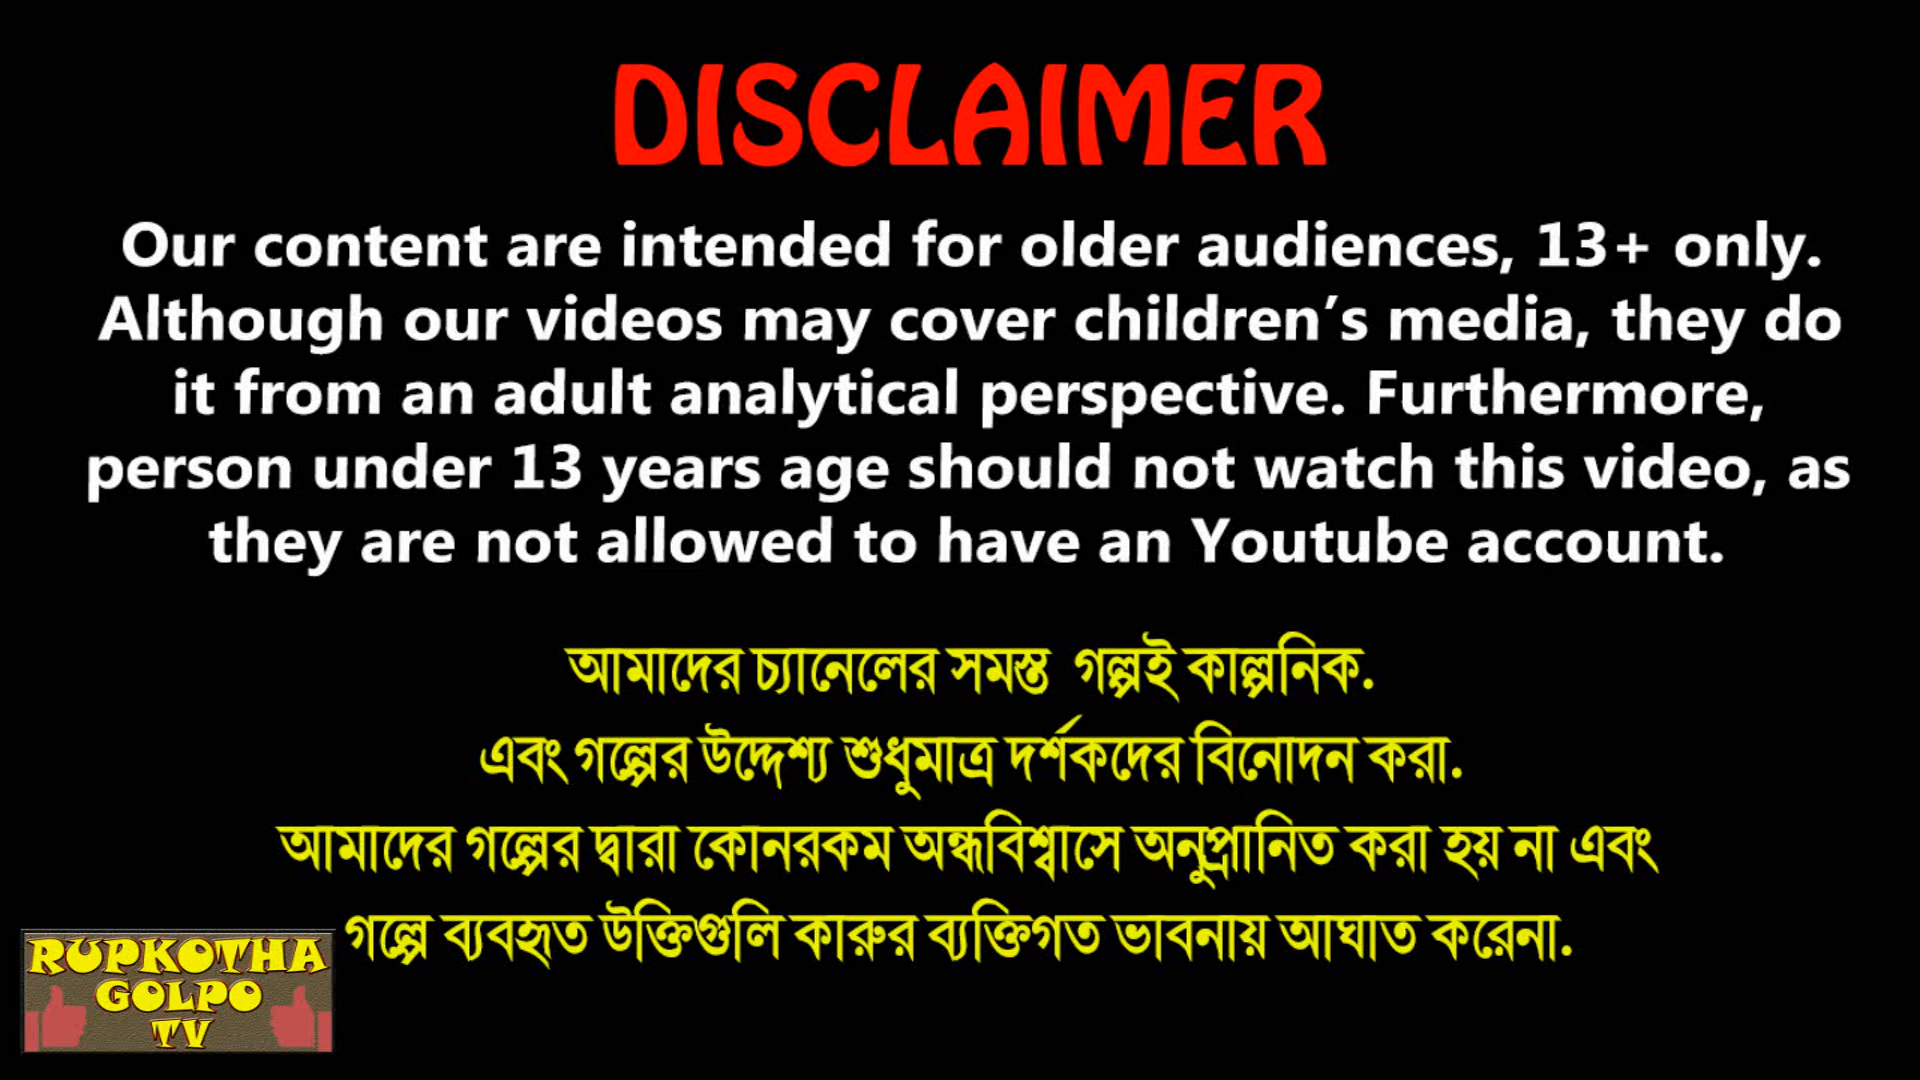 DISCLAIMER
Our content are intended for older audiences, 13+ only.
Although our videos may cover children’s media, they do
it from an adult analytical perspective. Furthermore,
person under 13 years age should not watch this video, as
they are not allowed to have an Youtube account.
আমাদের চ্যানেলের সমস্ত গল্পই কাল্পনিক.
এবং গল্পের উদ্দেশ্য শুধুমাত্র দর্শকদের বিনোদন করা.
আমাদের গল্পের দ্বারা কোনরকম অন্ধবিশ্বাসে অনুপ্রানিত করা হয় না এবং
গল্পে ব্যবহৃত উক্তিগুলি কারুর ব্যক্তিগত ভাবনায় আঘাত করেনা.
RUPKOTHA
GOLPO
TV